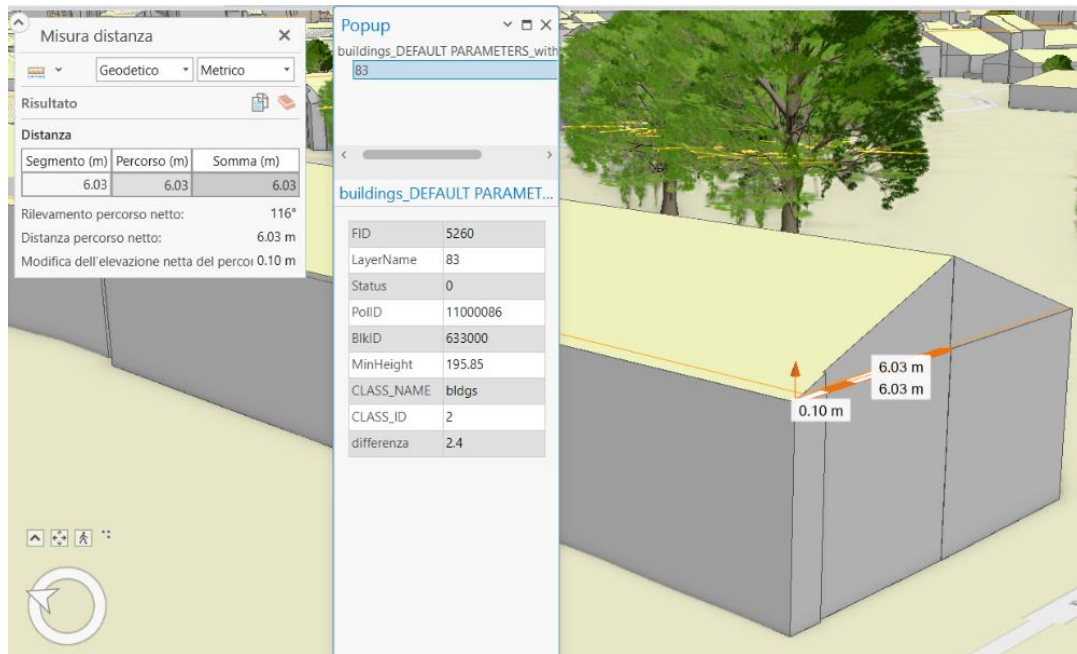 Misura distanza
Geodetico Metrico
Risultato
Distanza
Segmento (m) Percorso (m) Somma (m)
6.03 6.03 6.03
Rilevamento percorso netto: 116°
Distanza percorso netto: 6.03 m
Modifica dell'elevazione netta del percor 0.10 m
Popup
buildings_DEFAULT PARAMETERS_with
83
buildings_DEFAULT PARAMET...
FID 5260
LayerName 83
Status 0
PolID 11000086
BlkID 633000
MinHeight 195.85
CLASS_NAME bldgs
CLASS_ID 2
differenza 2.4
6.03 m
6.03 m
0.10 m